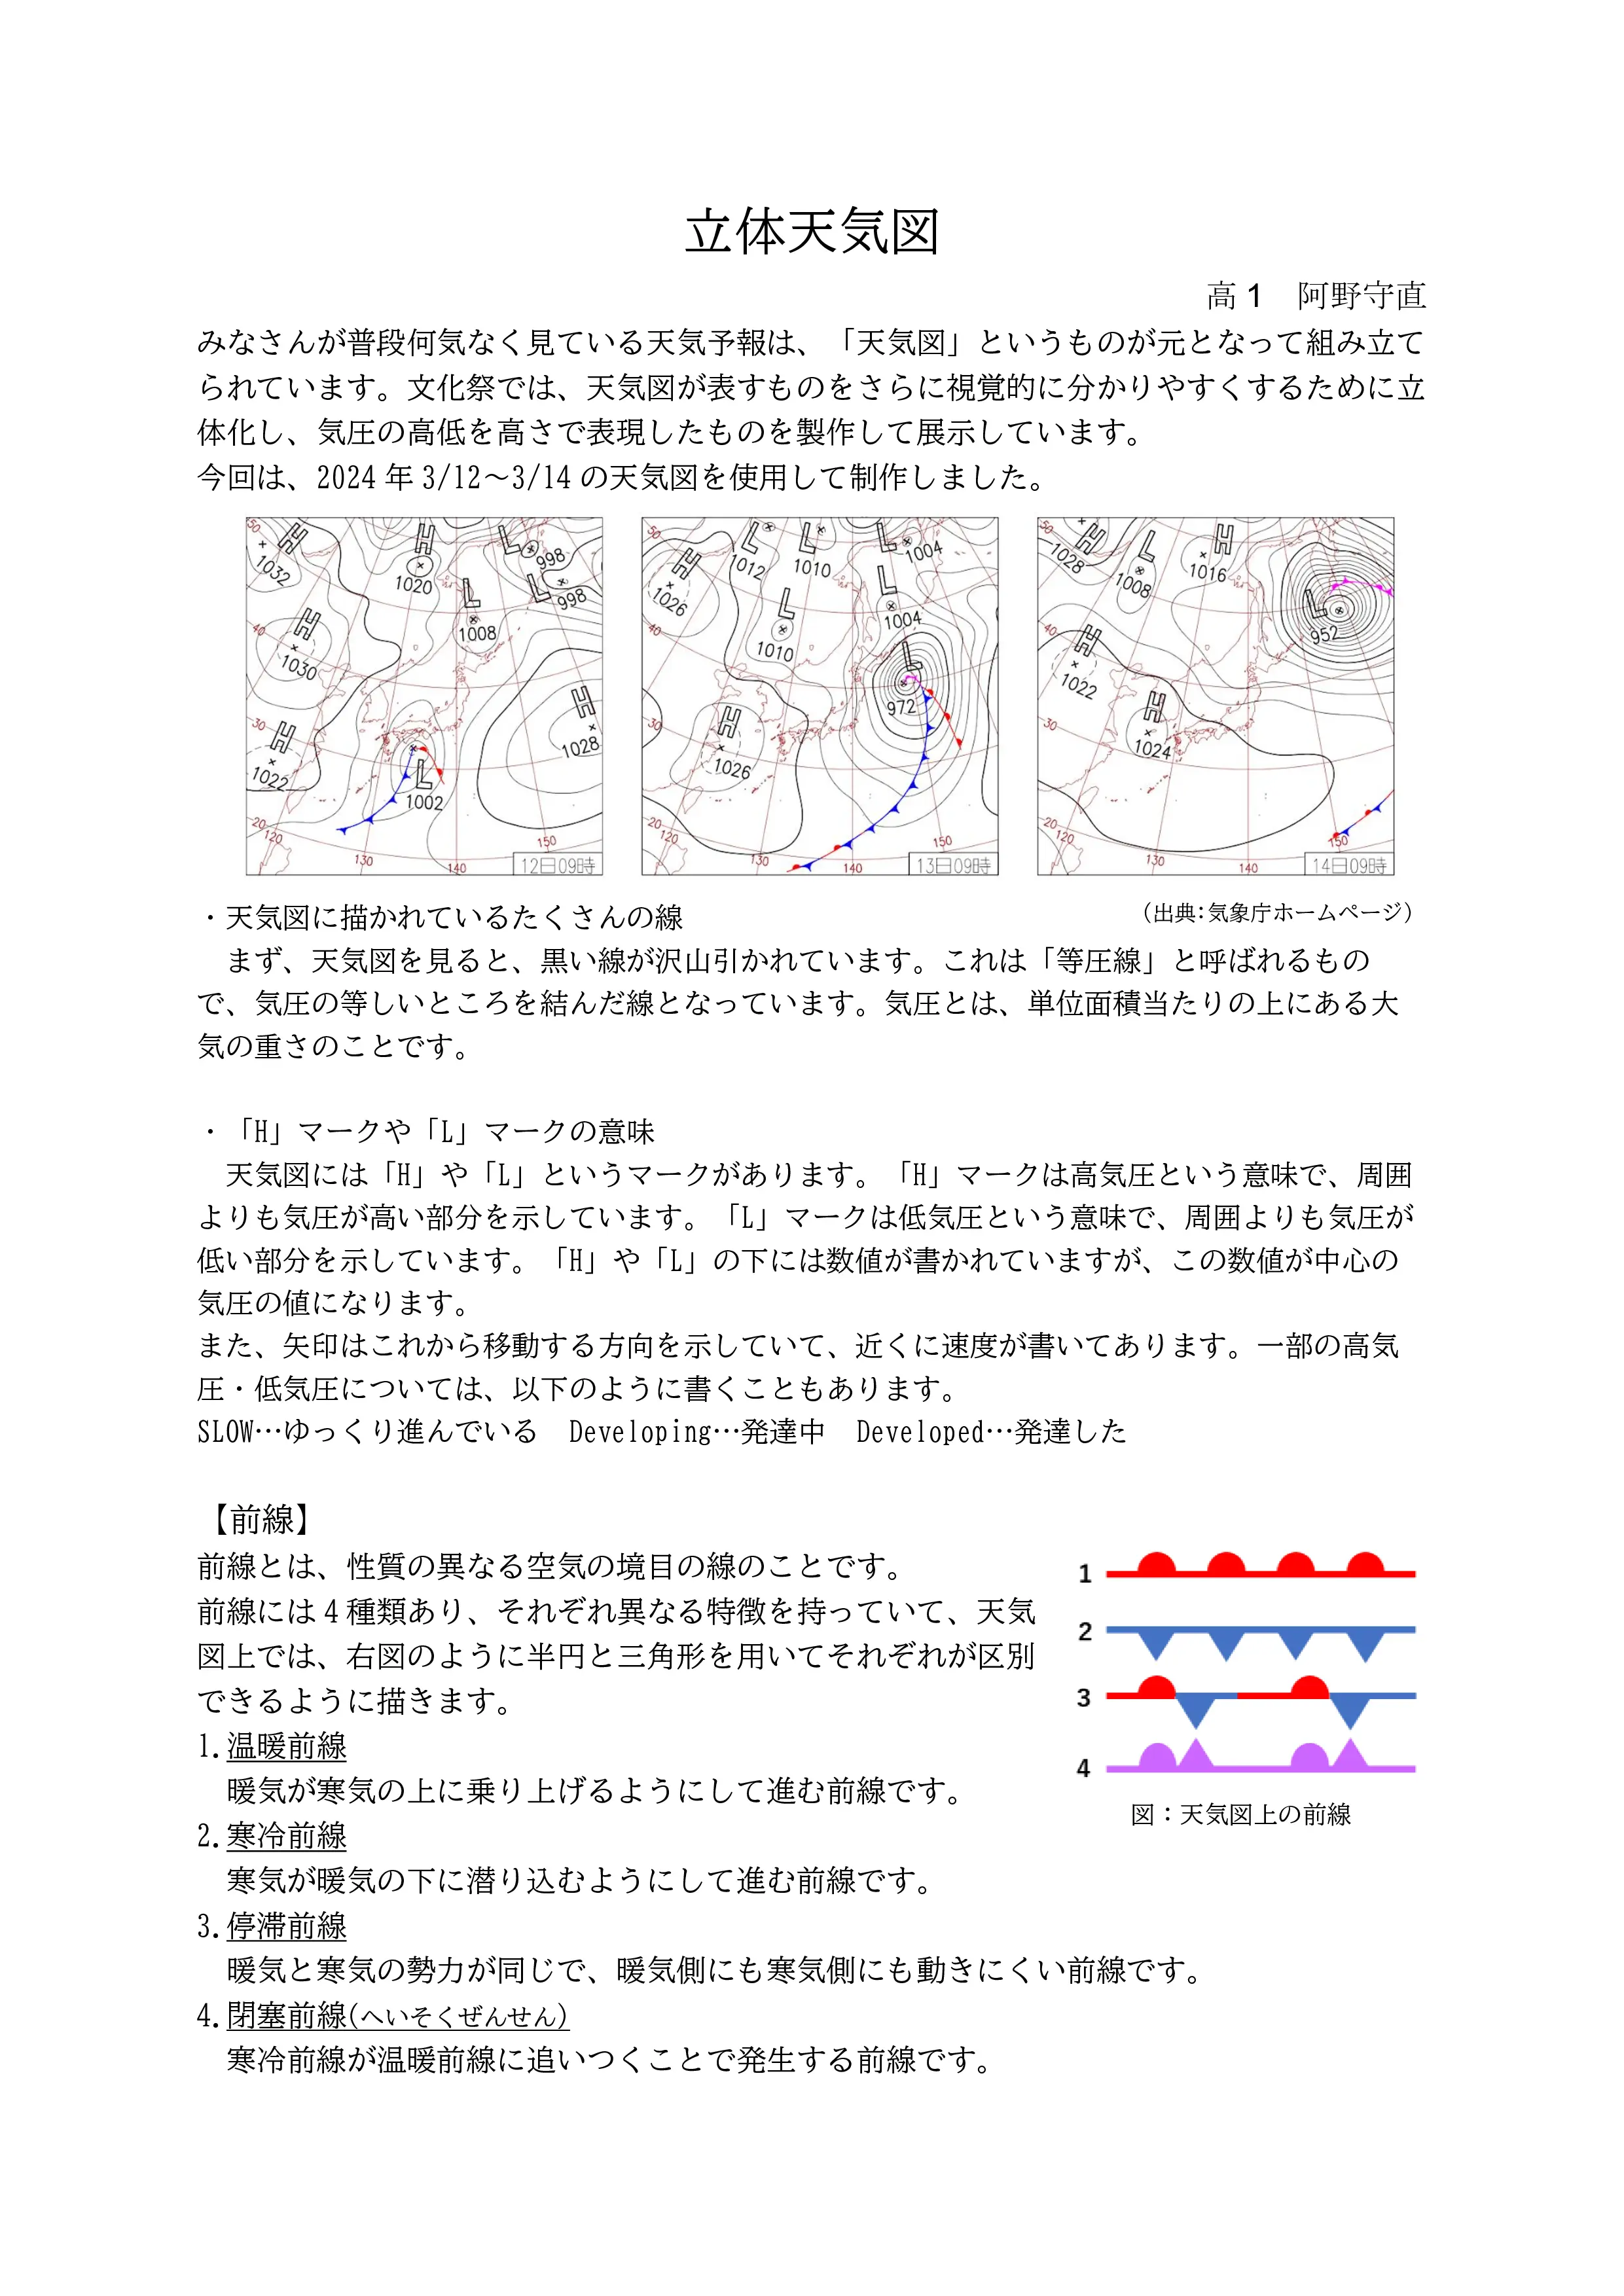 立体天気図
高1　阿野守直
みなさんが普段何気なく見ている天気予報は、「天気図」というものが元となって組み立て
られています。文化祭では、天気図が表すものをさらに視覚的に分かりやすくするために立
体化し、気圧の高低を高さで表現したものを製作して展示しています。
今回は、2024年3/12～3/14の天気図を使用して制作しました。
50 H 1032 H 1020 L 998 L 998 L 1008
40 H 1030 H 1028
30 H 1022 L 1002
20 120 130 140 150 12日09時
50 H 1026 L 1012 L 1010 L 1004 L 1004
40 L 1010 L 972
30 H 1026
20 120 130 140 150 13日09時
50 H 1028 L 1008 H 1016 L 952
40 H 1022
30 H 1024
20 120 130 140 150 14日09時
（出典:気象庁ホームページ）
・天気図に描かれているたくさんの線
まず、天気図を見ると、黒い線が沢山引かれています。これは「等圧線」と呼ばれるもの
で、気圧の等しいところを結んだ線となっています。気圧とは、単位面積当たりの上にある大
気の重さのことです。
・「H」マークや「L」マークの意味
天気図には「H」や「L」というマークがあります。「H」マークは高気圧という意味で、周囲
よりも気圧が高い部分を示しています。「L」マークは低気圧という意味で、周囲よりも気圧が
低い部分を示しています。「H」や「L」の下には数値が書かれていますが、この数値が中心の
気圧の値になります。
また、矢印はこれから移動する方向を示していて、近くに速度が書いてあります。一部の高気
圧・低気圧については、以下のように書くこともあります。
SLOW…ゆっくり進んでいる　Developing…発達中　Developed…発達した
【前線】
前線とは、性質の異なる空気の境目の線のことです。
前線には4種類あり、それぞれ異なる特徴を持っていて、天気
図上では、右図のように半円と三角形を用いてそれぞれが区別
できるように描きます。
1.温暖前線
暖気が寒気の上に乗り上げるようにして進む前線です。
2.寒冷前線
寒気が暖気の下に潜り込むようにして進む前線です。
3.停滞前線
暖気と寒気の勢力が同じで、暖気側にも寒気側にも動きにくい前線です。
4.閉塞前線(へいそくぜんせん)
寒冷前線が温暖前線に追いつくことで発生する前線です。
1
2
3
4
図：天気図上の前線